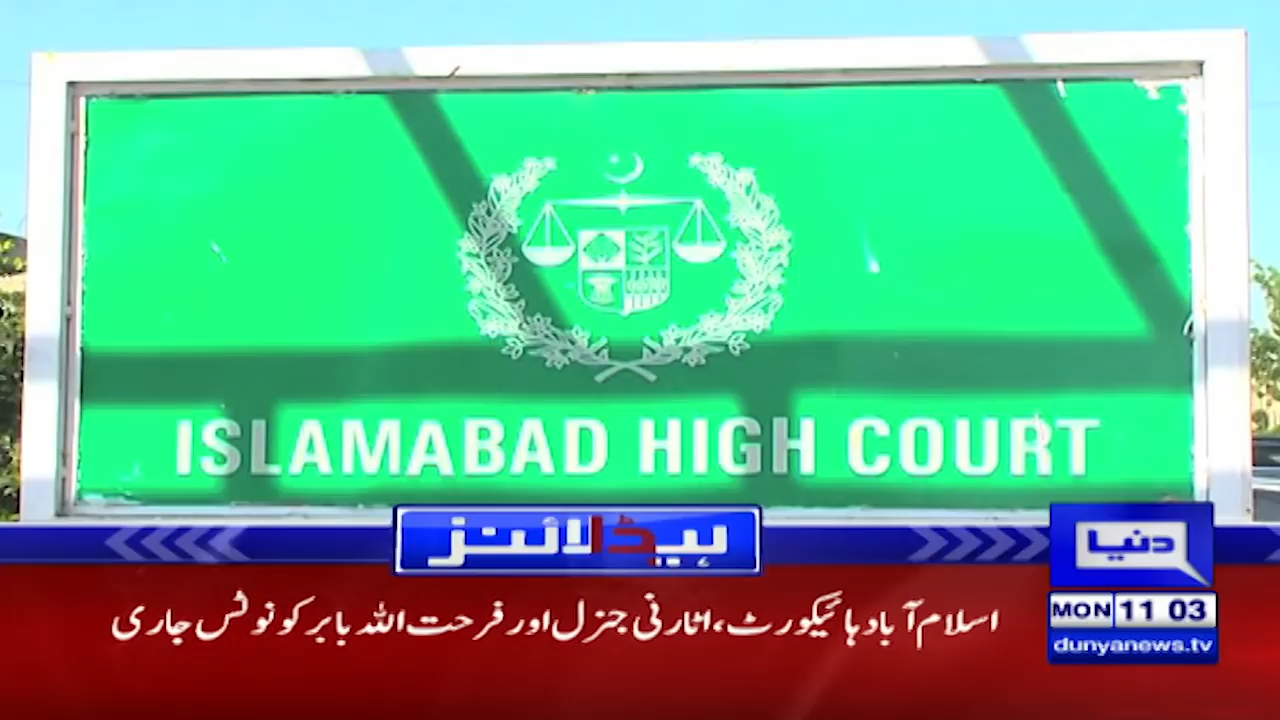 ISLAMABAD HIGH COURT
ہیڈلائنز
دنیا
MON 11 03
dunyanews.tv
اسلام آباد ہائیکورٹ، اٹارنی جنرل اور فرحت اللہ بابر کو نوٹس جاری